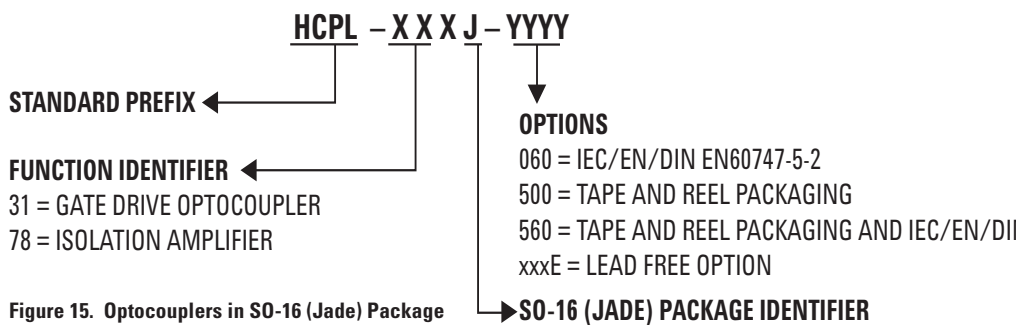 HCPL – X X X J – YYYY
STANDARD PREFIX
FUNCTION IDENTIFIER
31 = GATE DRIVE OPTOCOUPLER
78 = ISOLATION AMPLIFIER
OPTIONS
060 = IEC/EN/DIN EN60747-5-2
500 = TAPE AND REEL PACKAGING
560 = TAPE AND REEL PACKAGING AND IEC/EN/DI
xxxE = LEAD FREE OPTION
SO-16 (JADE) PACKAGE IDENTIFIER
Figure 15. Optocouplers in SO-16 (Jade) Package